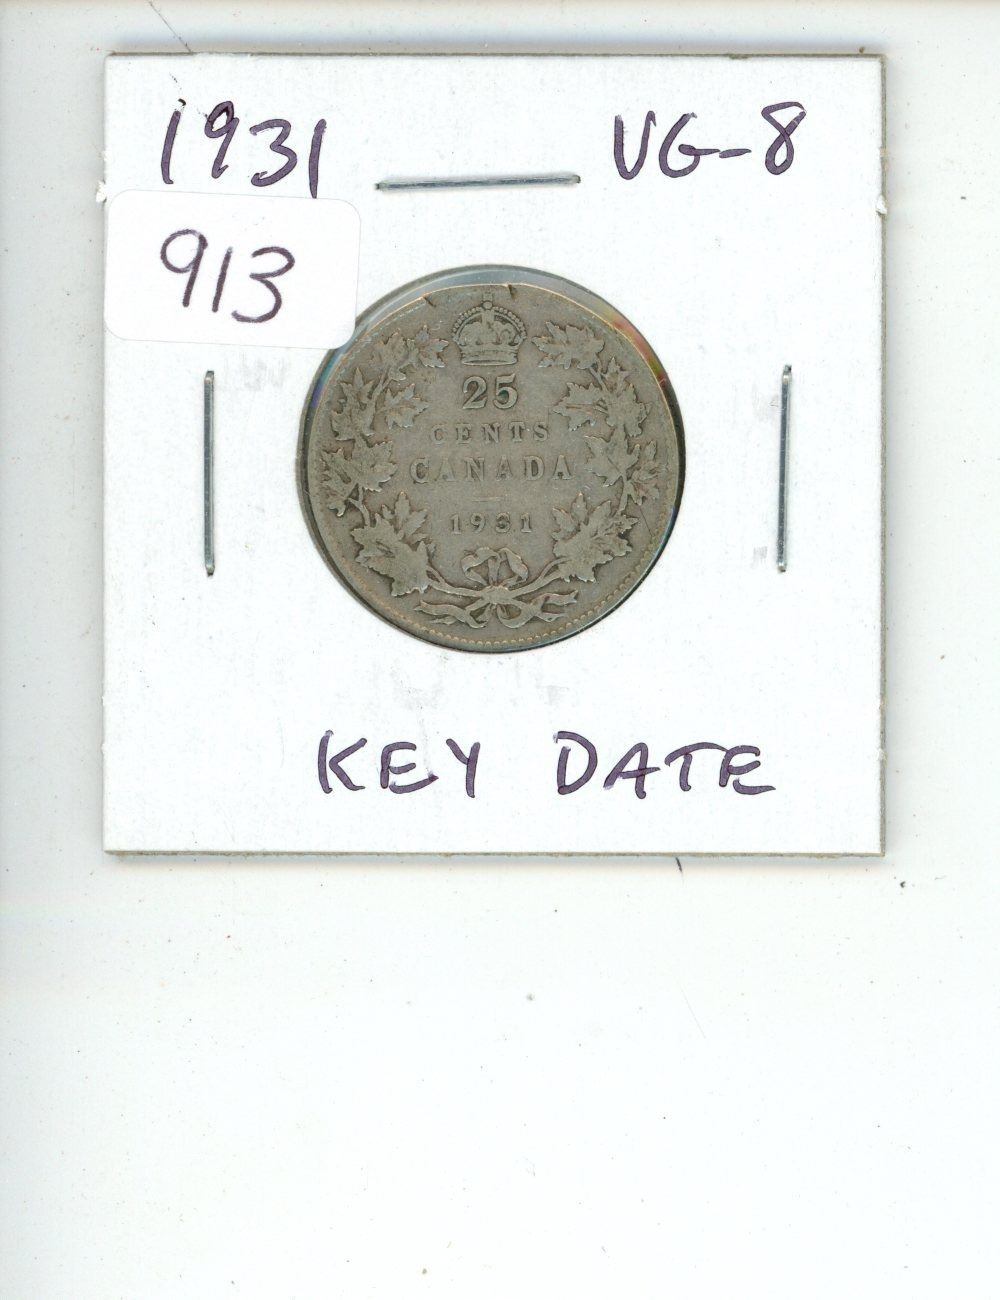 1931 VG-8
913
25
CENTS
CANADA
1931
KEY DATE